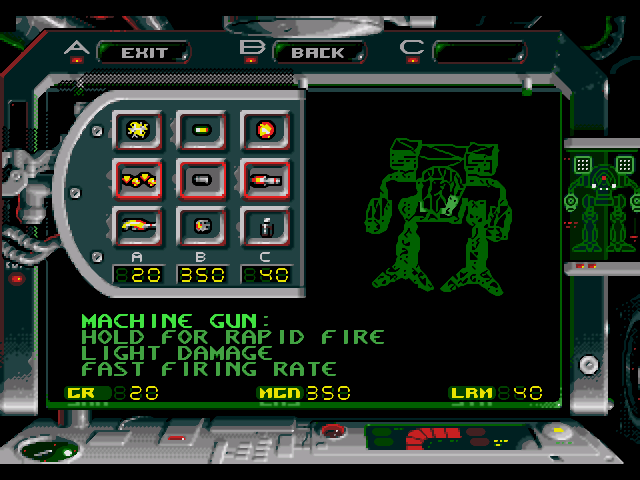 A EXIT B BACK C
A B C
20 350 40
MACHINE GUN:
HOLD FOR RAPID FIRE
LIGHT DAMAGE
FAST FIRING RATE
GR 20 MGN 350 LRM 40